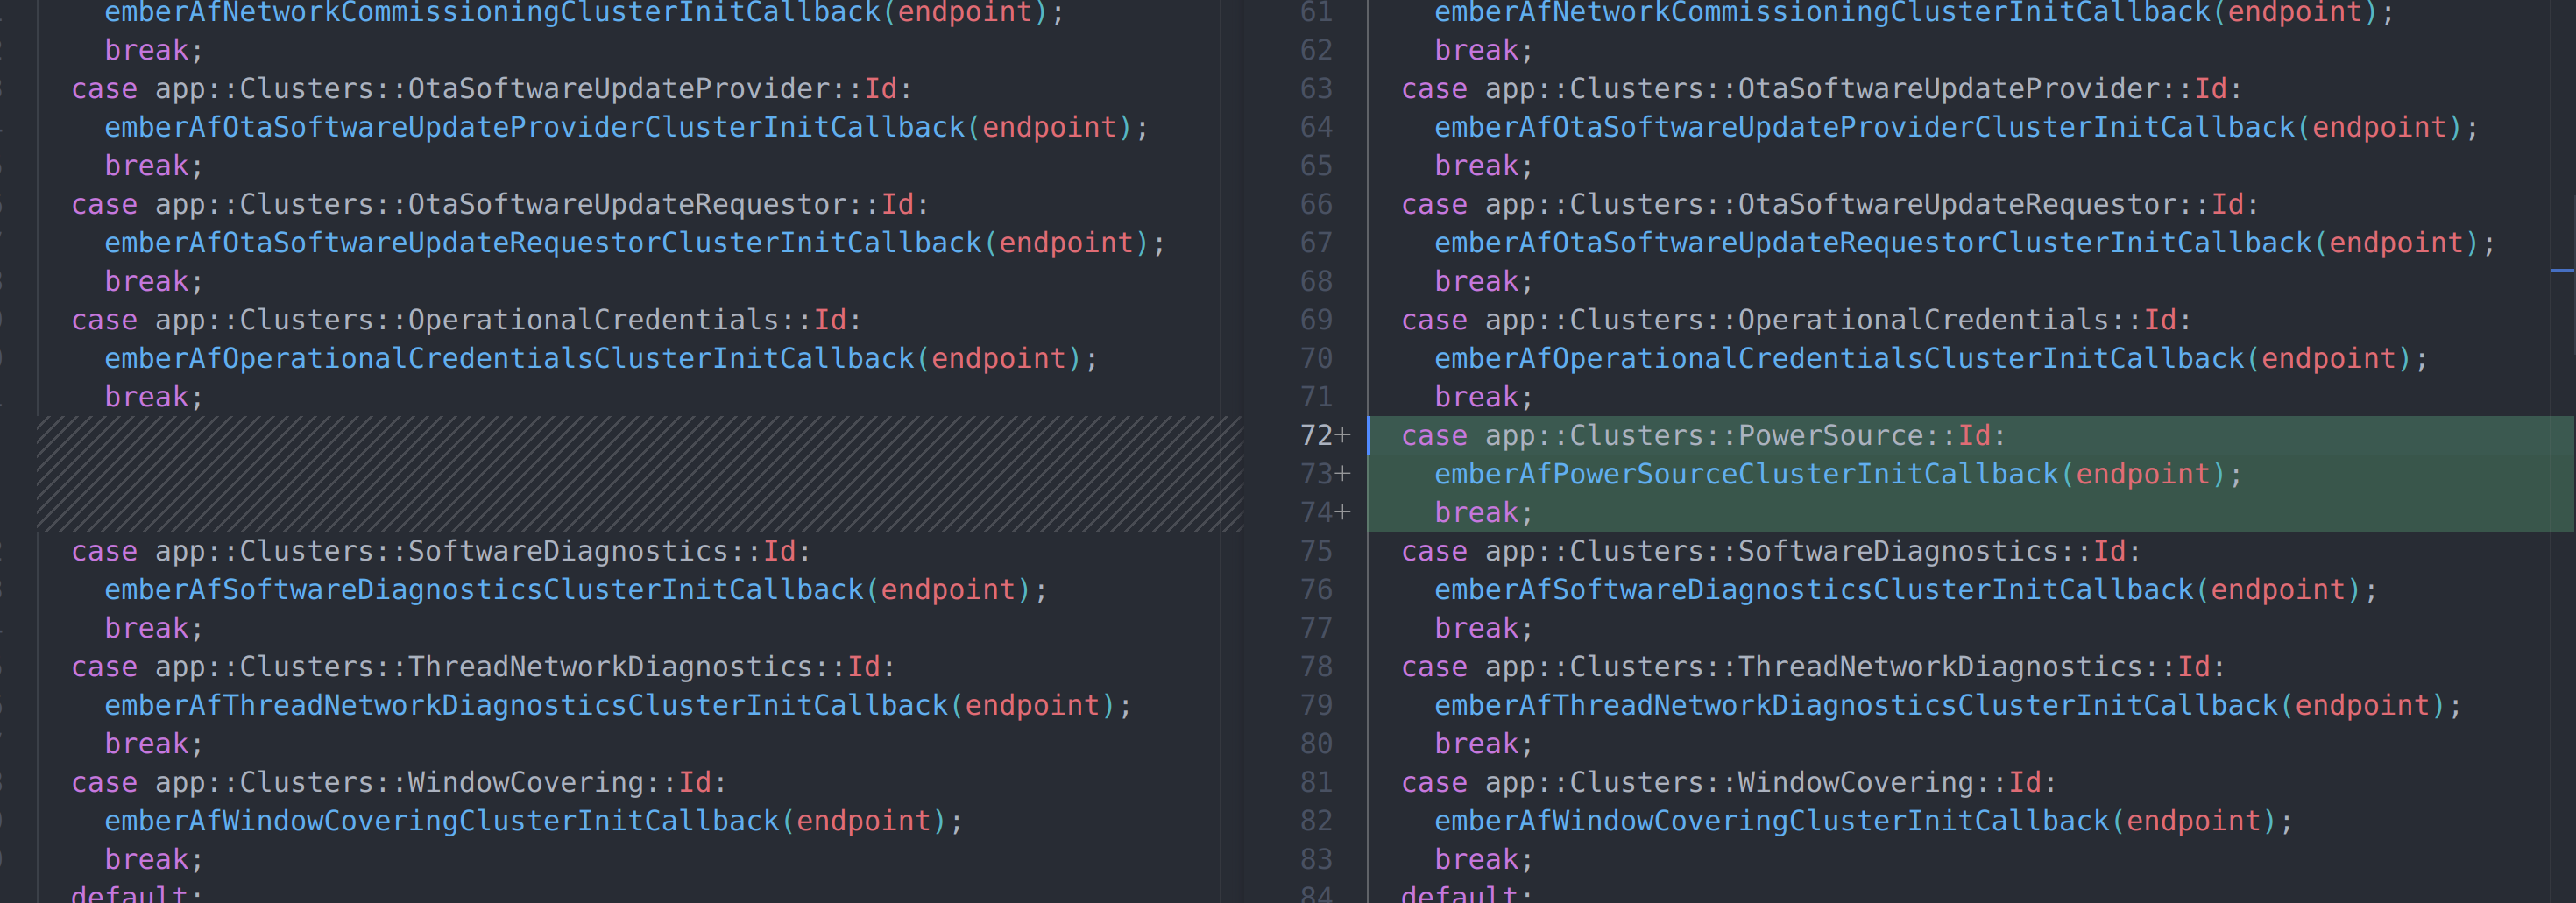 emberAfNetworkCommissioningClusterInitCallback(endpoint);
break;
case app::Clusters::OtaSoftwareUpdateProvider::Id:
emberAfOtaSoftwareUpdateProviderClusterInitCallback(endpoint);
break;
case app::Clusters::OtaSoftwareUpdateRequestor::Id:
emberAfOtaSoftwareUpdateRequestorClusterInitCallback(endpoint);
break;
case app::Clusters::OperationalCredentials::Id:
emberAfOperationalCredentialsClusterInitCallback(endpoint);
break;
case app::Clusters::SoftwareDiagnostics::Id:
emberAfSoftwareDiagnosticsClusterInitCallback(endpoint);
break;
case app::Clusters::ThreadNetworkDiagnostics::Id:
emberAfThreadNetworkDiagnosticsClusterInitCallback(endpoint);
break;
case app::Clusters::WindowCovering::Id:
emberAfWindowCoveringClusterInitCallback(endpoint);
break;
default:
61 emberAfNetworkCommissioningClusterInitCallback(endpoint);
62 break;
63 case app::Clusters::OtaSoftwareUpdateProvider::Id:
64 emberAfOtaSoftwareUpdateProviderClusterInitCallback(endpoint);
65 break;
66 case app::Clusters::OtaSoftwareUpdateRequestor::Id:
67 emberAfOtaSoftwareUpdateRequestorClusterInitCallback(endpoint);
68 break;
69 case app::Clusters::OperationalCredentials::Id:
70 emberAfOperationalCredentialsClusterInitCallback(endpoint);
71 break;
72+ case app::Clusters::PowerSource::Id:
73+ emberAfPowerSourceClusterInitCallback(endpoint);
74+ break;
75 case app::Clusters::SoftwareDiagnostics::Id:
76 emberAfSoftwareDiagnosticsClusterInitCallback(endpoint);
77 break;
78 case app::Clusters::ThreadNetworkDiagnostics::Id:
79 emberAfThreadNetworkDiagnosticsClusterInitCallback(endpoint);
80 break;
81 case app::Clusters::WindowCovering::Id:
82 emberAfWindowCoveringClusterInitCallback(endpoint);
83 break;
84 default: